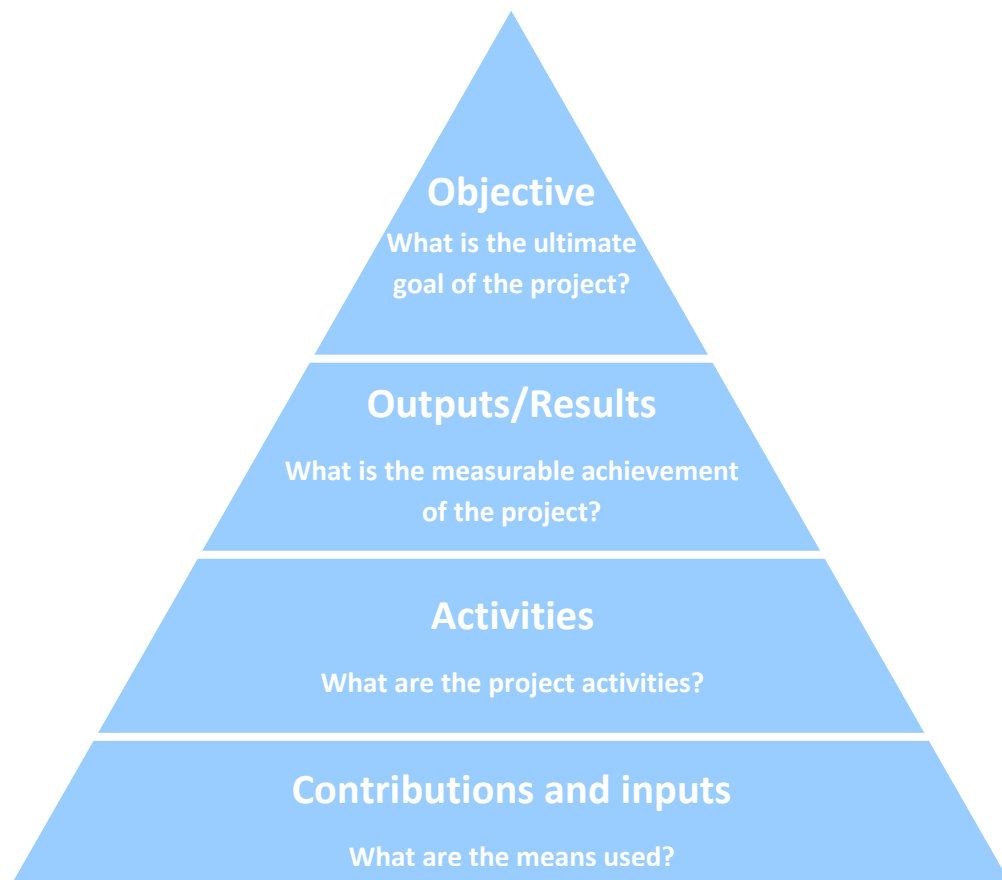 Objective
What is the ultimate
goal of the project?
Outputs/Results
What is the measurable achievement
of the project?
Activities
What are the project activities?
Contributions and inputs
What are the means used?